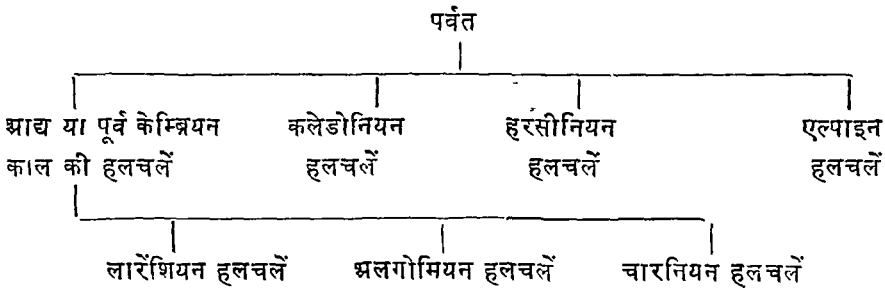 पर्वत
आद्य या पूर्व केम्ब्रियन कलेडोनियन हरसीनियन एल्पाइन
काल की हलचलें हलचलें हलचलें हलचलें
लारेंशियन हलचलें अलगोमियन हलचलें चारनियन हलचलें